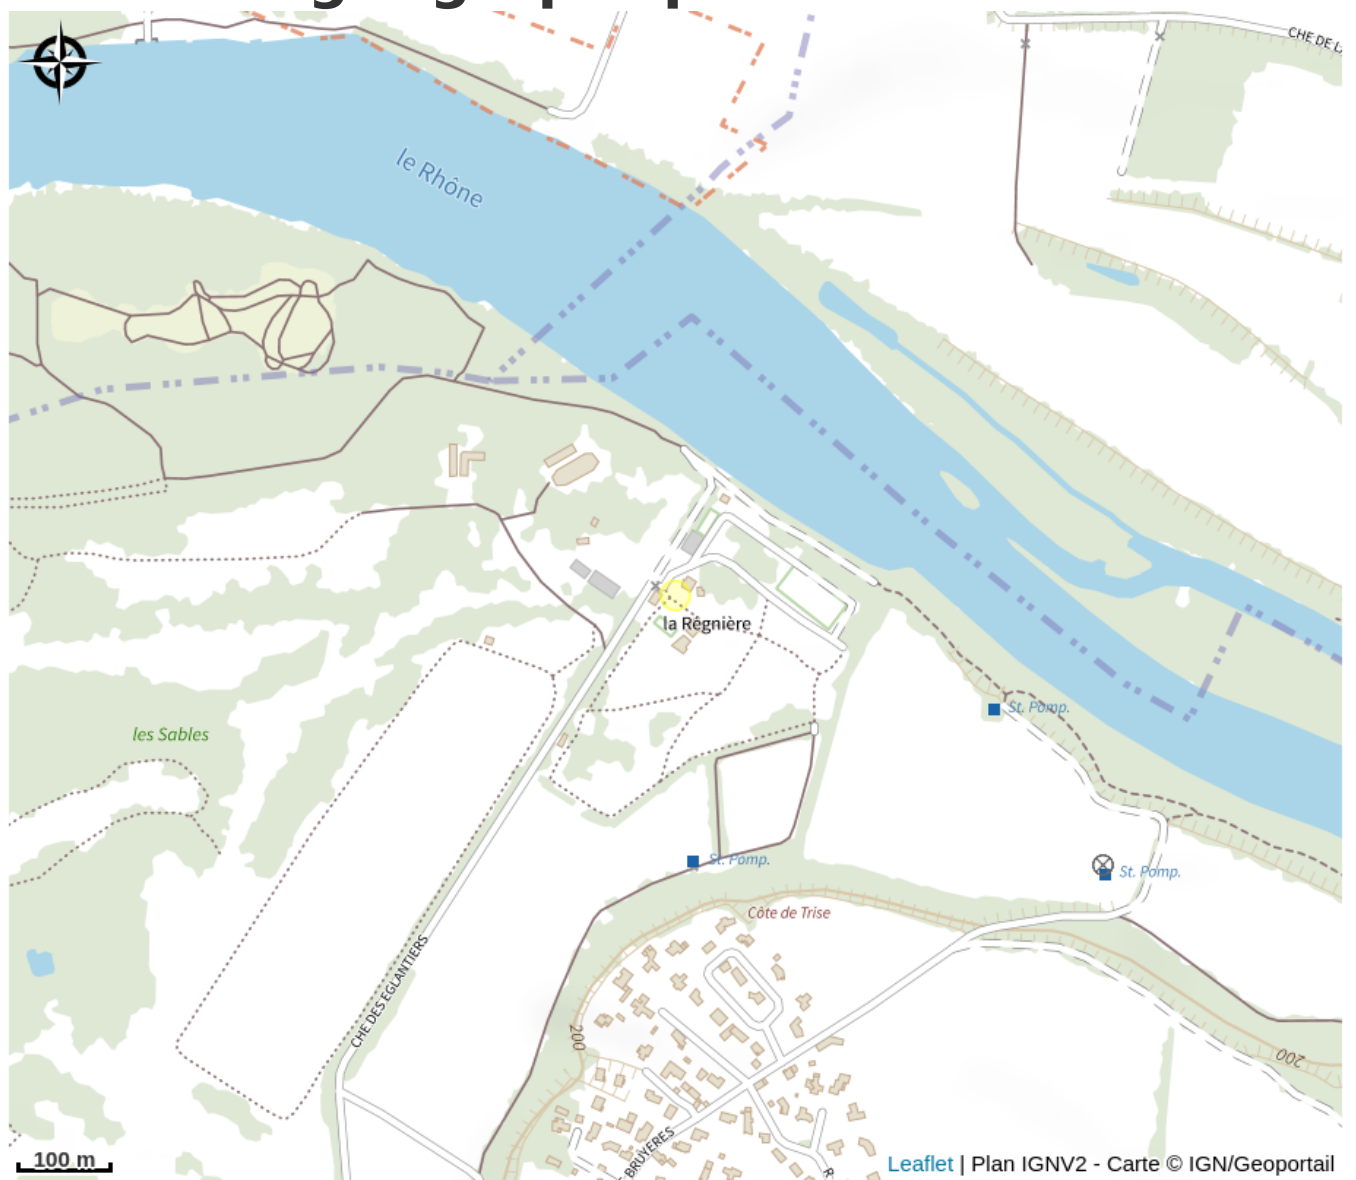 CHE DE L
le Rhône
la Régnière
St. Pomp.
les Sables
St. Pomp.
St. Pomp.
Côte de Trise
CHE DES EGLANTIERS
200
200
BRUYERES
R
100 m
Leaflet | Plan IGNV2 - Carte © IGN/Geoportail